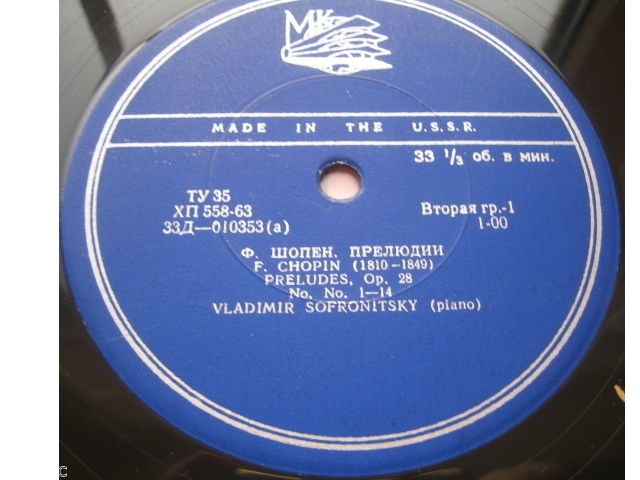 МК
MADE IN THE U.S.S.R.
33 1/3 об. в мин.
ТУ 35
ХП 558-63
33Д—010353(а)
Вторая гр.-1
1-00
Ф. ШОПЕН. ПРЕЛЮДИИ
F. CHOPIN (1810-1849)
PRELUDES, Op. 28
No. No. 1—14
VLADIMIR SOFRONITSKY (piano)